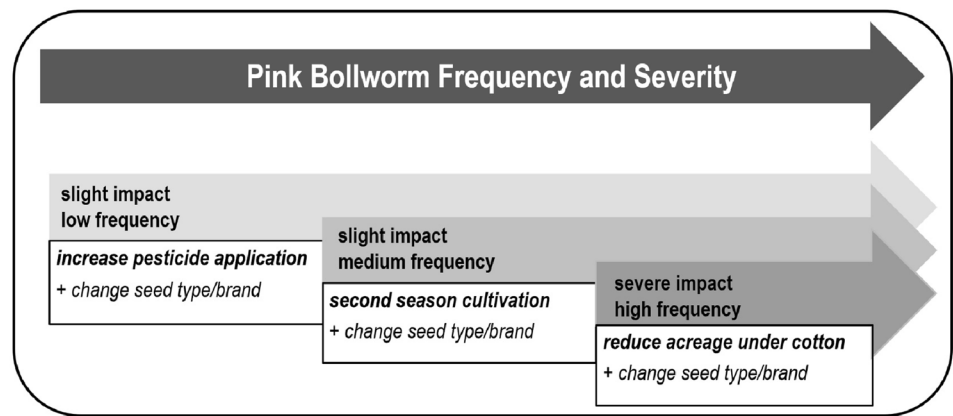 Pink Bollworm Frequency and Severity
slight impact
low frequency
increase pesticide application
+ change seed type/brand
slight impact
medium frequency
second season cultivation
+ change seed type/brand
severe impact
high frequency
reduce acreage under cotton
+ change seed type/brand